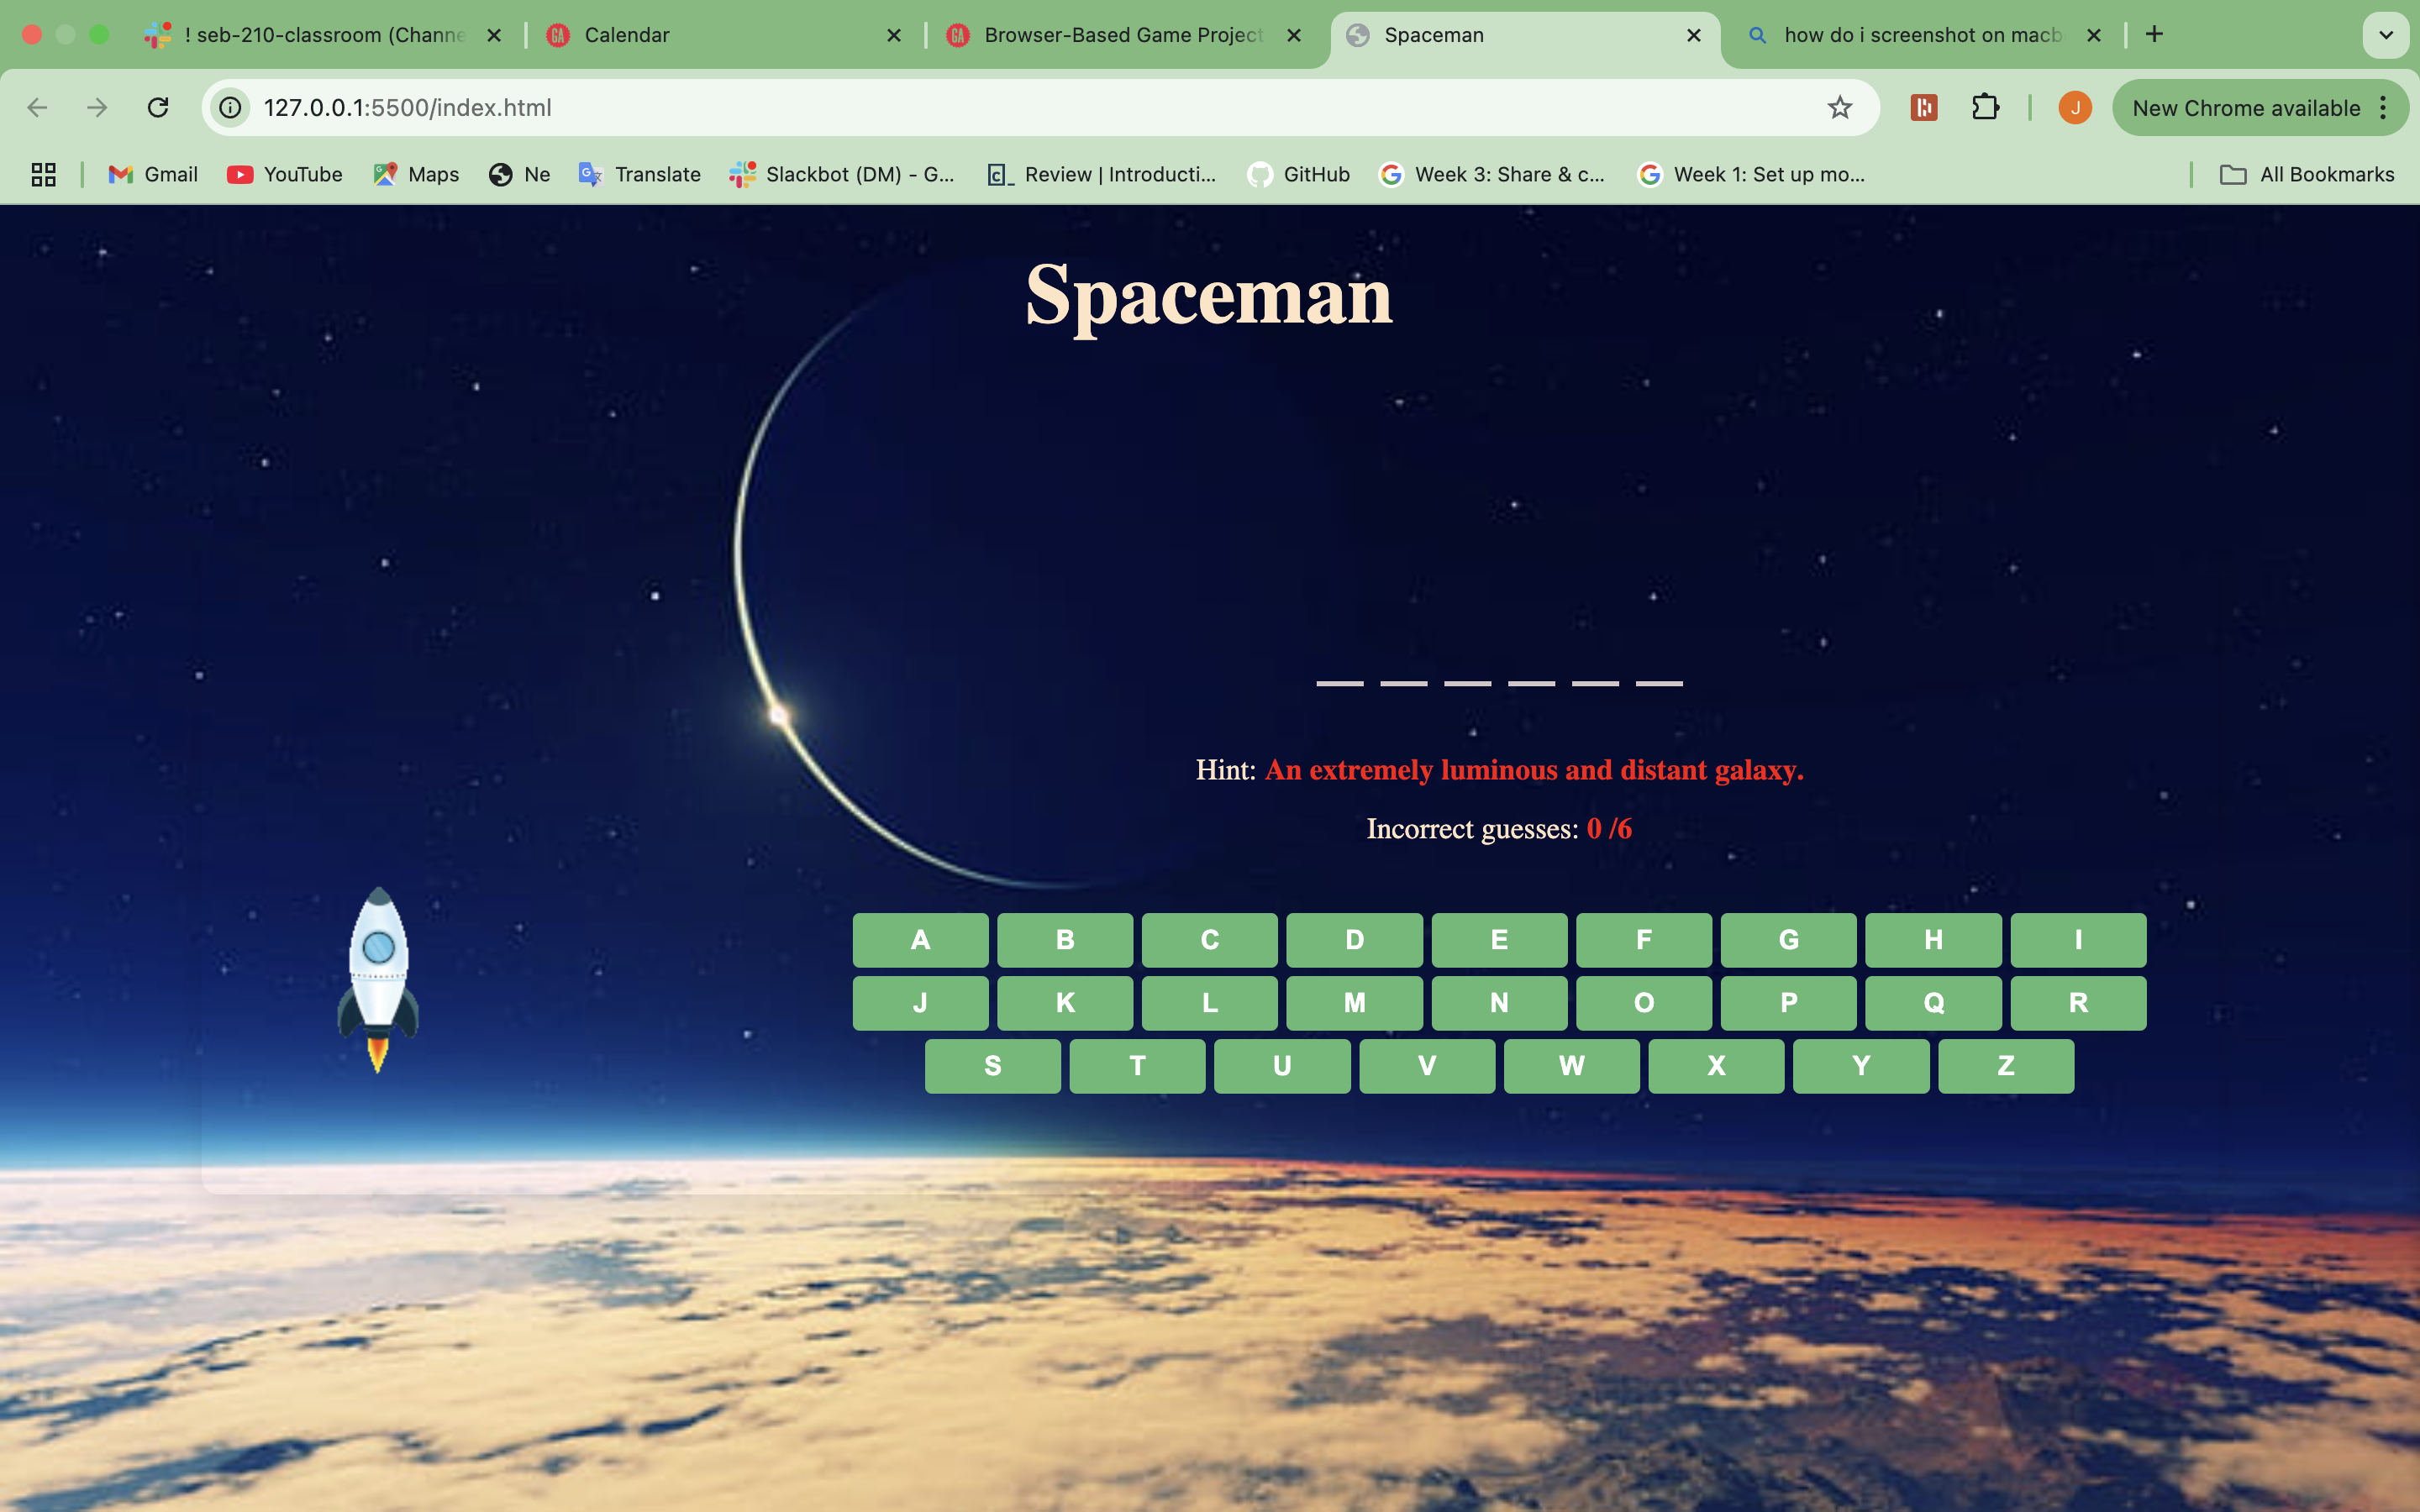 ! seb-210-classroom (Channe
Calendar
Browser-Based Game Project
Spaceman
how do i screenshot on macb
127.0.0.1:5500/index.html
J
New Chrome available
Gmail
YouTube
Maps
Ne
Translate
Slackbot (DM) - G...
Review | Introducti...
GitHub
Week 3: Share & c...
Week 1: Set up mo...
All Bookmarks
Spaceman
Hint: An extremely luminous and distant galaxy.
Incorrect guesses: 0 /6
A B C D E F G H I
J K L M N O P Q R
S T U V W X Y Z